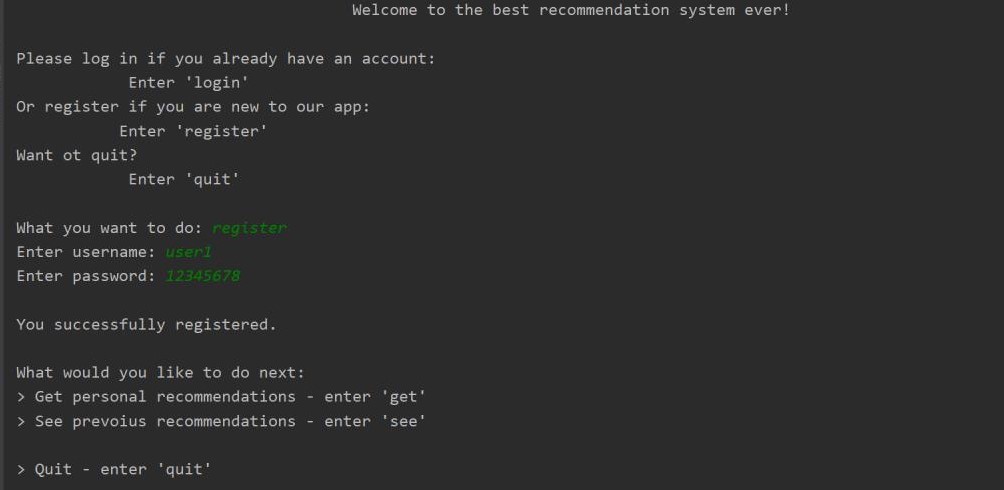 Welcome to the best recommendation system ever!
Please log in if you already have an account:
Enter 'login'
Or register if you are new to our app:
Enter 'register'
Want ot quit?
Enter 'quit'
What you want to do: register
Enter username: user1
Enter password: 12345678
You successfully registered.
What would you like to do next:
> Get personal recommendations - enter 'get'
> See prevoius recommendations - enter 'see'
> Quit - enter 'quit'